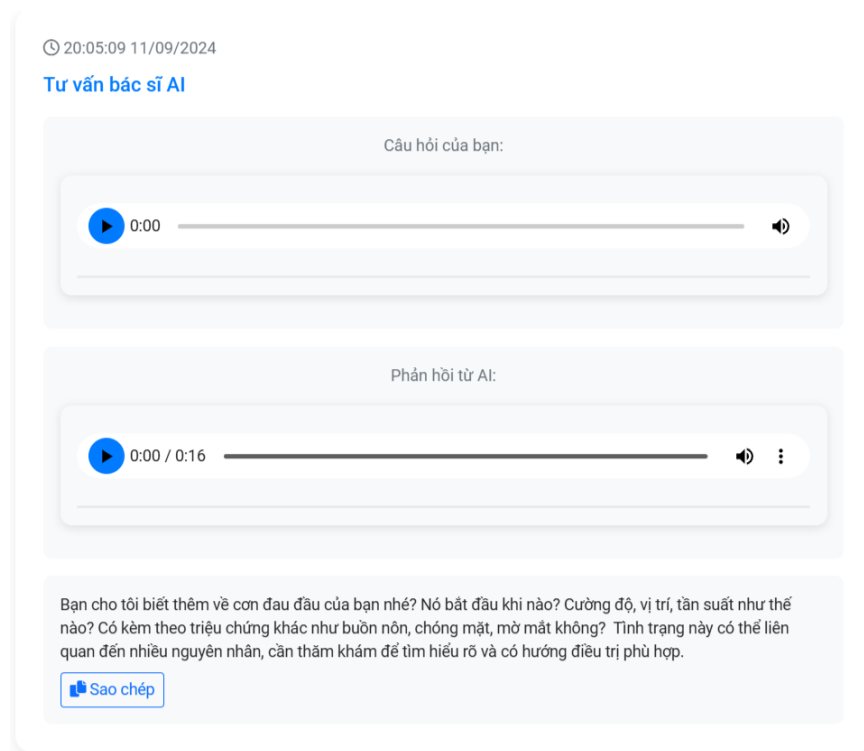 20:05:09 11/09/2024
Tư vấn bác sĩ AI
Câu hỏi của bạn:
0:00
Phản hồi từ AI:
0:00 / 0:16
Bạn cho tôi biết thêm về cơn đau đầu của bạn nhé? Nó bắt đầu khi nào? Cường độ, vị trí, tần suất như thế
nào? Có kèm theo triệu chứng khác như buồn nôn, chóng mặt, mờ mắt không?  Tình trạng này có thể liên
quan đến nhiều nguyên nhân, cần thăm khám để tìm hiểu rõ và có hướng điều trị phù hợp.
Sao chép